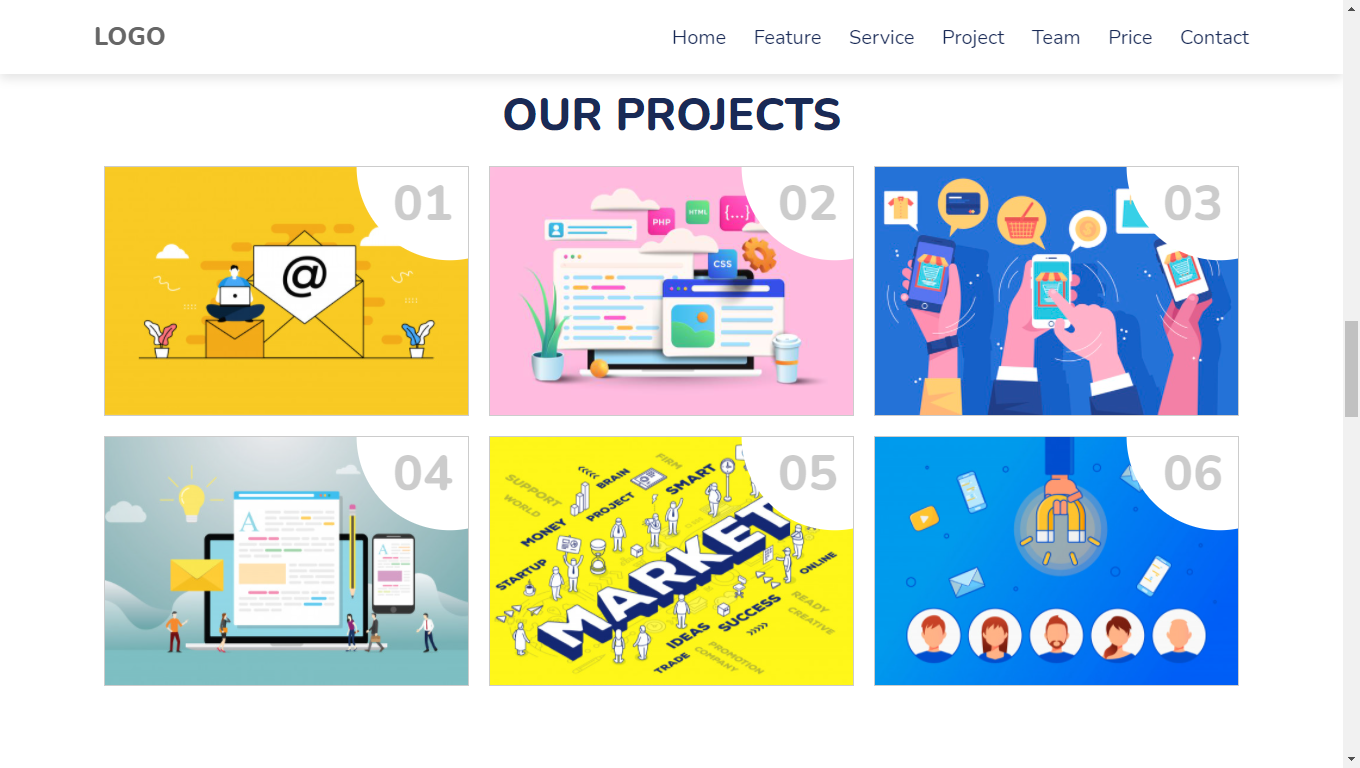 LOGO
Home Feature Service Project Team Price Contact
OUR PROJECTS
01
@
02
PHP
HTML
{...}
CSS
03
04
A
A
05
FIRM
BRAIN
SMART
SUPPORT
WORLD
PROJECT
MONEY
STARTUP
MARKET
ONLINE
READY
CREATIVE
SUCCESS
IDEAS
TRADE
PROMOTION
COMPANY
06